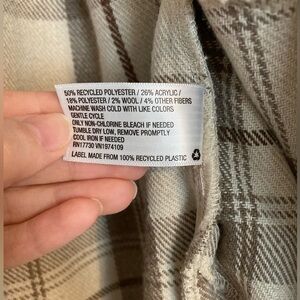 50% RECYCLED POLYESTER / 26% ACRYLIC /
18% POLYESTER / 2% WOOL / 4% OTHER FIBERS
MACHINE WASH COLD WITH LIKE COLORS
GENTLE CYCLE
ONLY NON-CHLORINE BLEACH IF NEEDED
TUMBLE DRY LOW, REMOVE PROMPTLY
COOL IRON IF NEEDED
RN17730 VN1974109
LABEL MADE FROM 100% RECYCLED PLASTIC